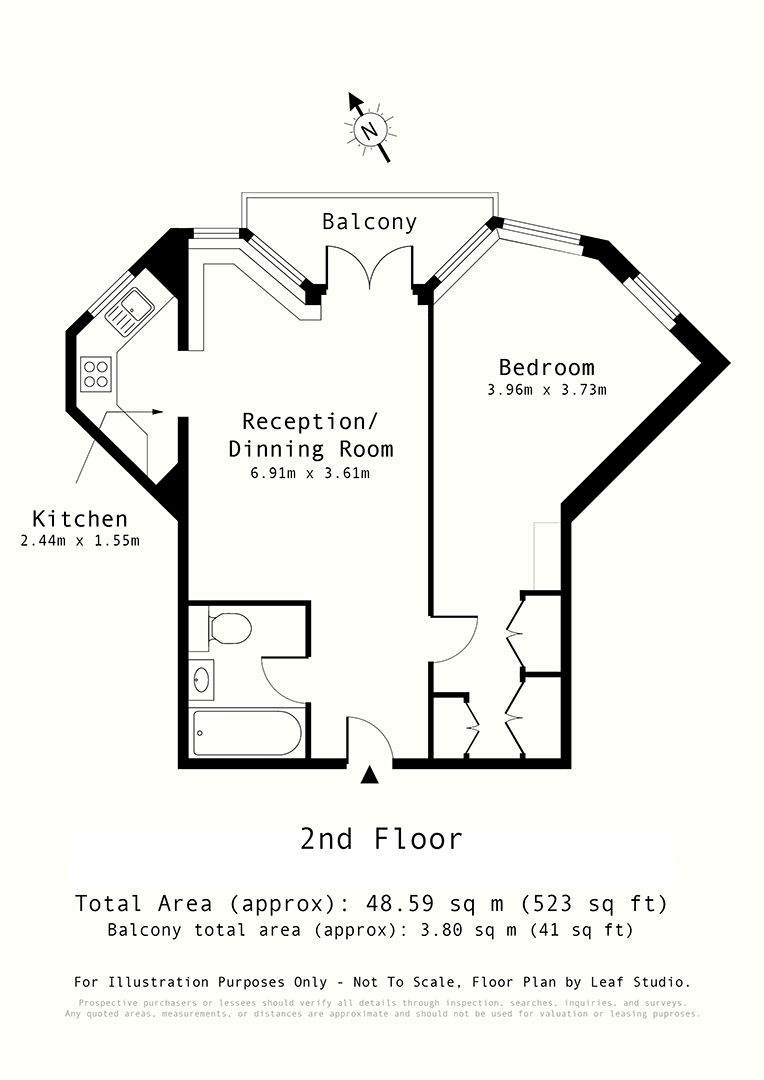 N
Balcony
Bedroom
3.96m x 3.73m
Reception/
Dinning Room
6.91m x 3.61m
Kitchen
2.44m x 1.55m
2nd Floor
Total Area (approx): 48.59 sq m (523 sq ft)
Balcony total area (approx): 3.80 sq m (41 sq ft)
For Illustration Purposes Only - Not To Scale, Floor Plan by Leaf Studio.
Prospective purchasers or lessees should verify all details through inspection, searches, inquiries, and surveys.
Any quoted areas, measurements, or distances are approximate and should not be used for valuation or leasing puproses.